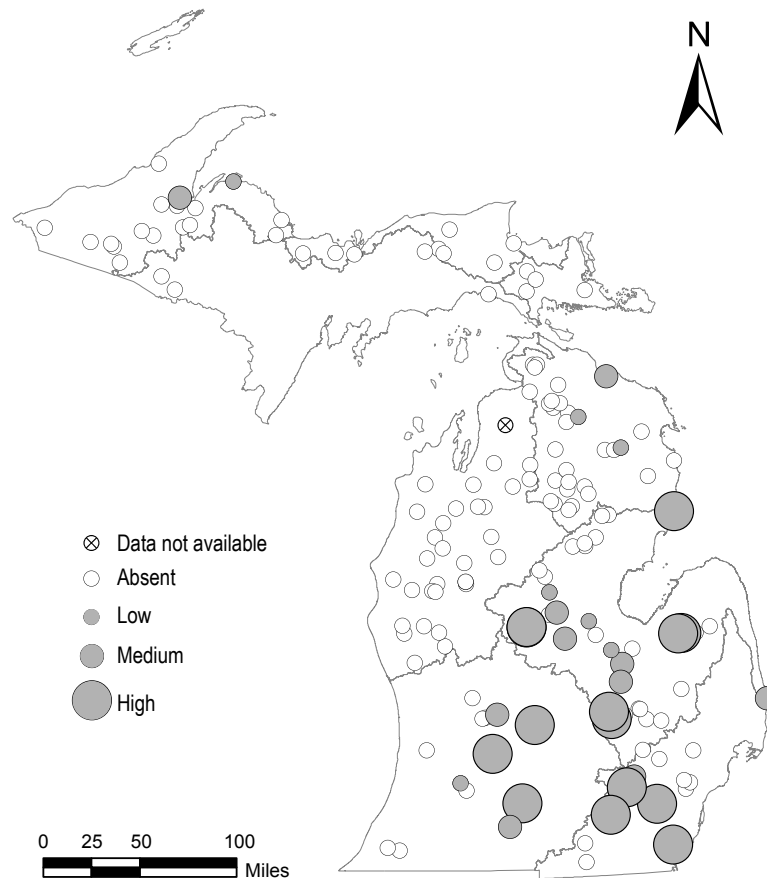 N
Data not available
Absent
Low
Medium
High
0 25 50 100
Miles